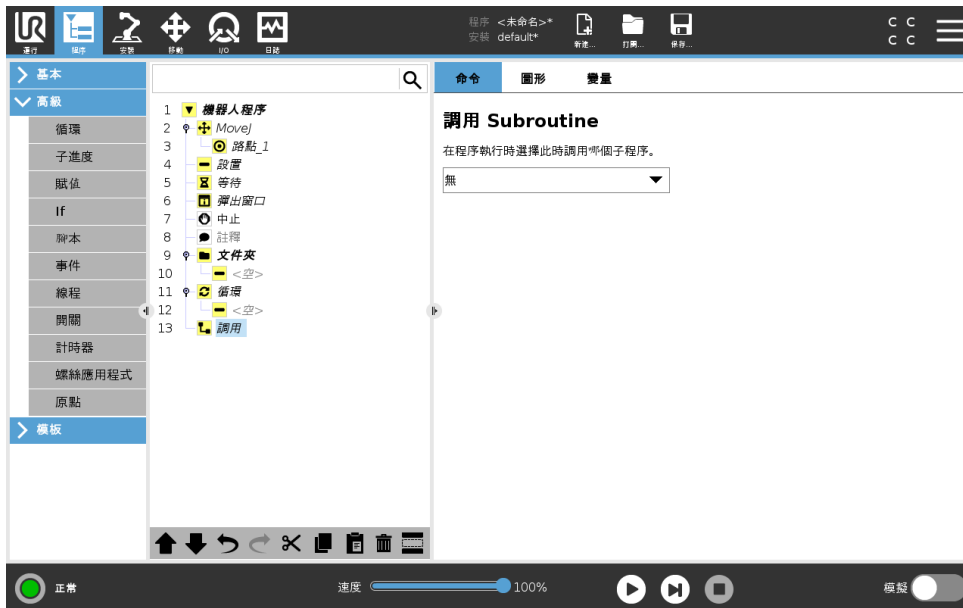 UR
運行
程序
安裝
移動
I/O
日誌
程序 <未命名>*
安裝 default*
新建...
打開...
保存...
C C
C C
基本
高級
循環
子進度
賦值
If
腳本
事件
線程
開關
計時器
螺絲應用程式
原點
模板
1 機器人程序
2 MoveJ
3 路點_1
4 設置
5 等待
6 彈出窗口
7 中止
8 註釋
9 文件夾
10 <空>
11 循環
12 <空>
13 調用
命令 圖形 變量
調用 Subroutine
在程序執行時選擇此時調用哪個子程序。
無
正常
速度 100%
模擬